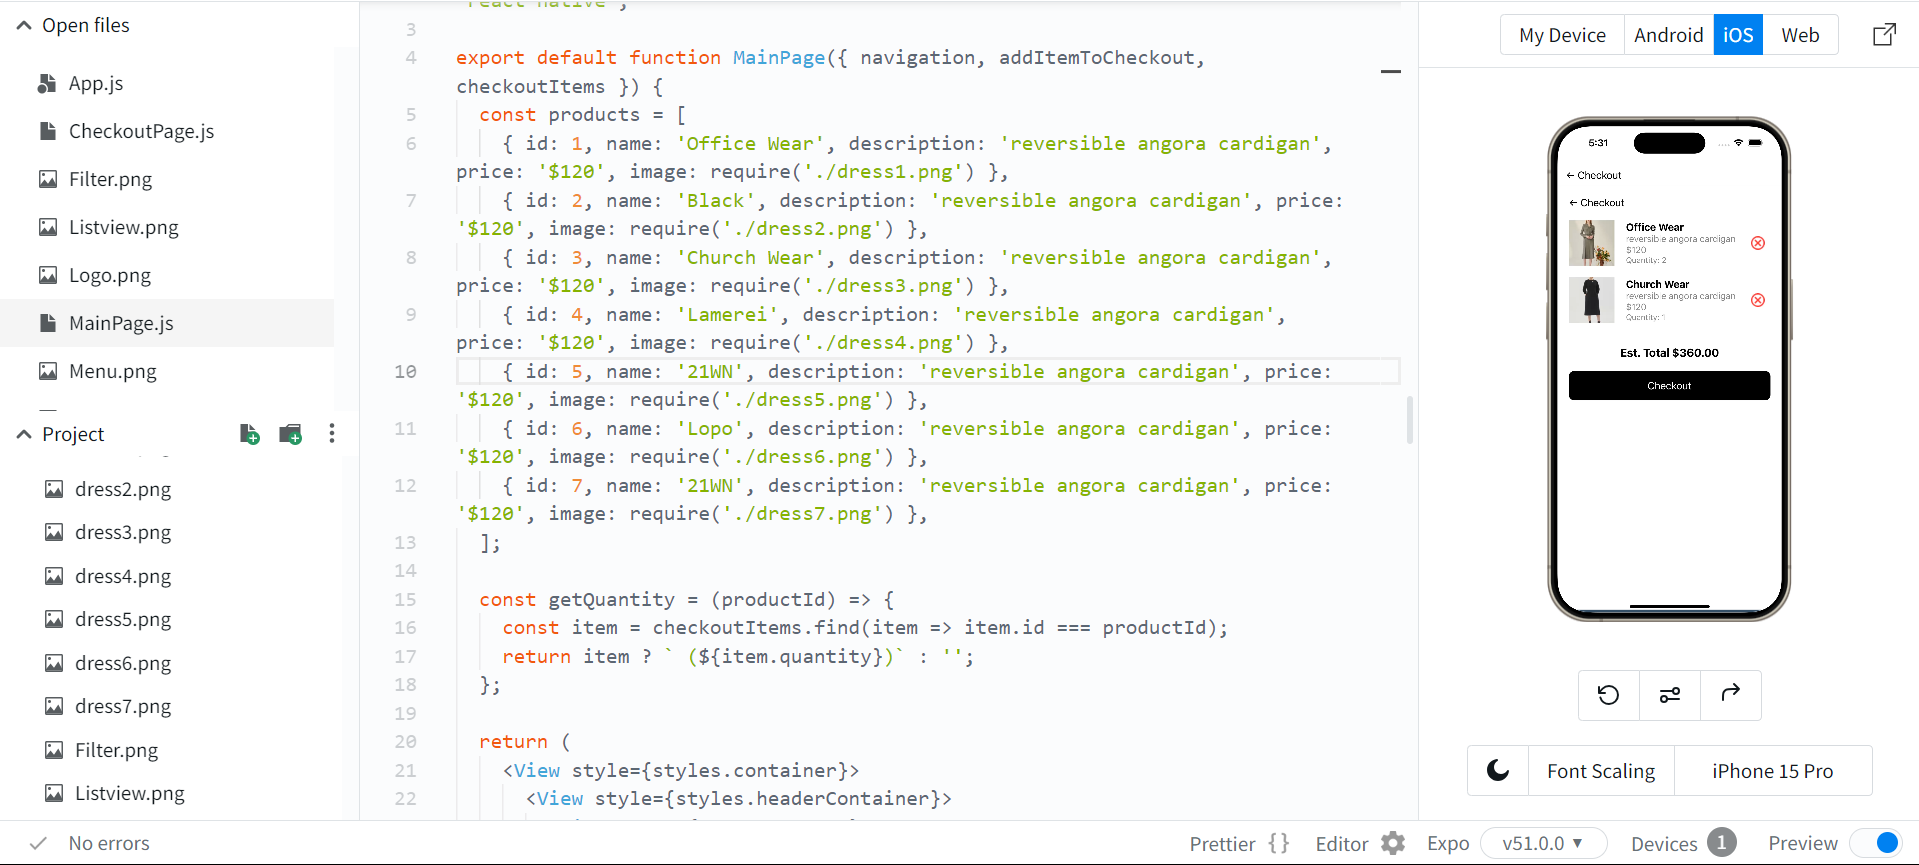 Open files
App.js
CheckoutPage.js
Filter.png
Listview.png
Logo.png
MainPage.js
Menu.png
Project
dress2.png
dress3.png
dress4.png
dress5.png
dress6.png
dress7.png
Filter.png
Listview.png
'react-native';
3
4 export default function MainPage({ navigation, addItemToCheckout,
checkoutItems }) {
5 const products = [
6 { id: 1, name: 'Office Wear', description: 'reversible angora cardigan',
price: '$120', image: require('./dress1.png') },
7 { id: 2, name: 'Black', description: 'reversible angora cardigan', price:
'$120', image: require('./dress2.png') },
8 { id: 3, name: 'Church Wear', description: 'reversible angora cardigan',
price: '$120', image: require('./dress3.png') },
9 { id: 4, name: 'Lamerei', description: 'reversible angora cardigan',
price: '$120', image: require('./dress4.png') },
10 { id: 5, name: '21WN', description: 'reversible angora cardigan', price:
'$120', image: require('./dress5.png') },
11 { id: 6, name: 'Lopo', description: 'reversible angora cardigan', price:
'$120', image: require('./dress6.png') },
12 { id: 7, name: '21WN', description: 'reversible angora cardigan', price:
'$120', image: require('./dress7.png') },
13 ];
14
15 const getQuantity = (productId) => {
16 const item = checkoutItems.find(item => item.id === productId);
17 return item ? ` (${item.quantity})` : '';
18 };
19
20 return (
21 <View style={styles.container}>
22 <View style={styles.headerContainer}>
My Device Android iOS Web
5:31
← Checkout
← Checkout
Office Wear
reversible angora cardigan
$120
Quantity: 2
Church Wear
reversible angora cardigan
$120
Quantity: 1
Est. Total $360.00
Checkout
Font Scaling iPhone 15 Pro
No errors Prettier {} Editor Expo v51.0.0 ▼ Devices 1 Preview